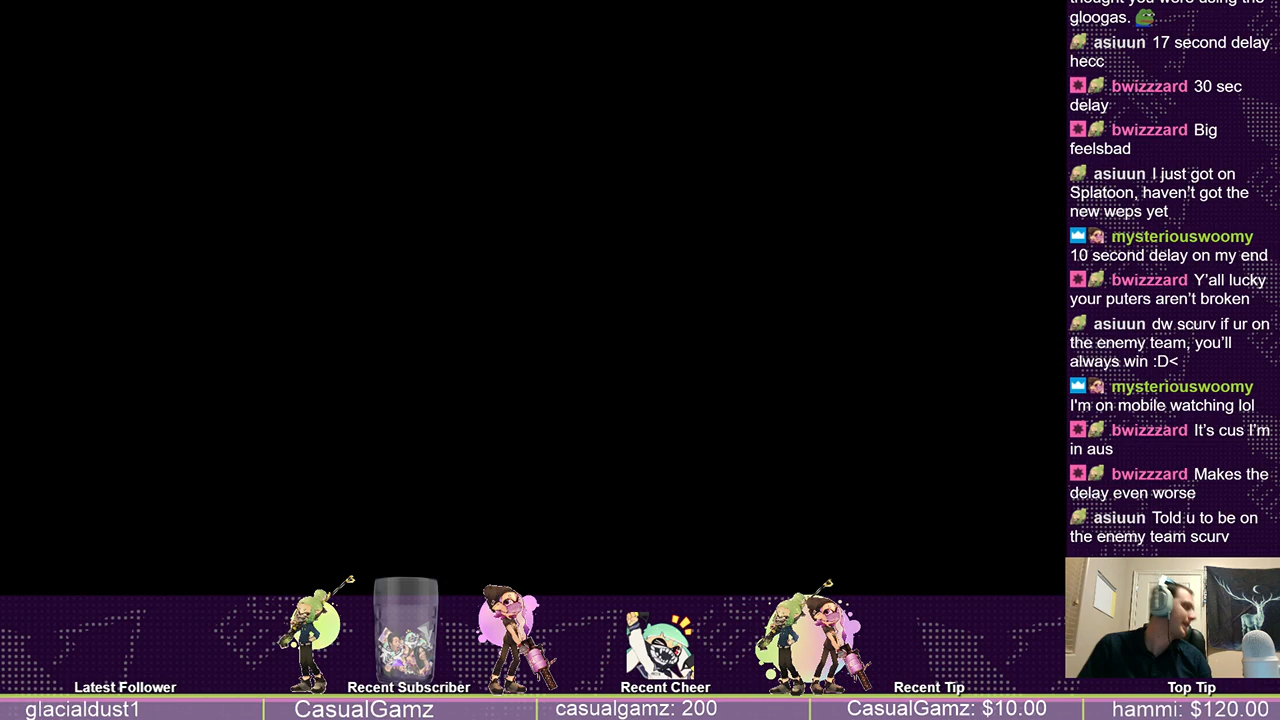 thought you were using the
gloogas.
asiuun 17 second delay
hecc
bwizzzard 30 sec
delay
bwizzzard Big
feelsbad
asiuun I just got on
Splatoon, haven't got the
new weps yet
mysteriouswoomy
10 second delay on my end
bwizzzard Y'all lucky
your puters aren't broken
asiuun dw scurv if ur on
the enemy team, you'll
always win :D<
mysteriouswoomy
I'm on mobile watching lol
bwizzzard It's cus I'm
in aus
bwizzzard Makes the
delay even worse
asiuun Told u to be on
the enemy team scurv
Latest Follower
Recent Subscriber
Recent Cheer
Recent Tip
Top Tip
glacialdust1
CasualGamz
casualgamz: 200
CasualGamz: $10.00
hammi: $120.00